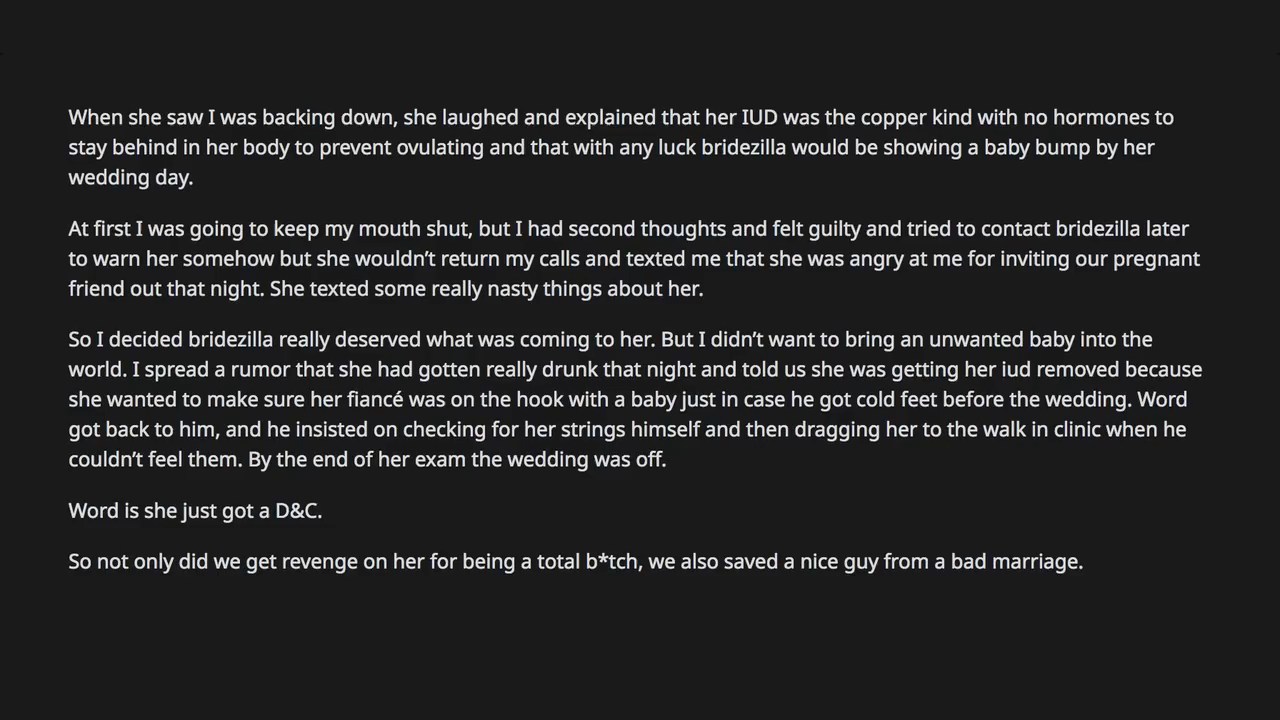 When she saw I was backing down, she laughed and explained that her IUD was the copper kind with no hormones to
stay behind in her body to prevent ovulating and that with any luck bridezilla would be showing a baby bump by her
wedding day.
At first I was going to keep my mouth shut, but I had second thoughts and felt guilty and tried to contact bridezilla later
to warn her somehow but she wouldn’t return my calls and texted me that she was angry at me for inviting our pregnant
friend out that night. She texted some really nasty things about her.
So I decided bridezilla really deserved what was coming to her. But I didn’t want to bring an unwanted baby into the
world. I spread a rumor that she had gotten really drunk that night and told us she was getting her iud removed because
she wanted to make sure her fiancé was on the hook with a baby just in case he got cold feet before the wedding. Word
got back to him, and he insisted on checking for her strings himself and then dragging her to the walk in clinic when he
couldn’t feel them. By the end of her exam the wedding was off.
Word is she just got a D&C.
So not only did we get revenge on her for being a total b*tch, we also saved a nice guy from a bad marriage.